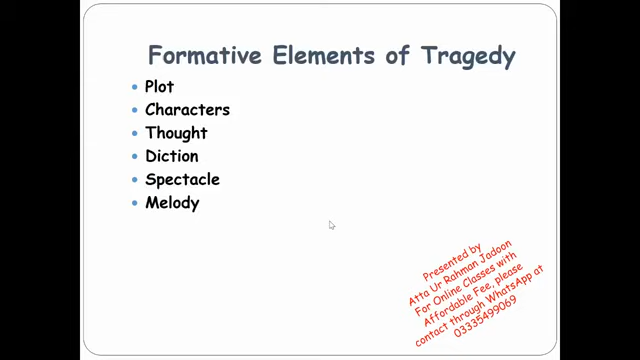 Formative Elements of Tragedy
• Plot
• Characters
• Thought
• Diction
• Spectacle
• Melody
Presented by
Atta Ur Rahman Jadoon
For Online Classes with
Affordable Fee, please
contact through WhatsApp at
03335499069